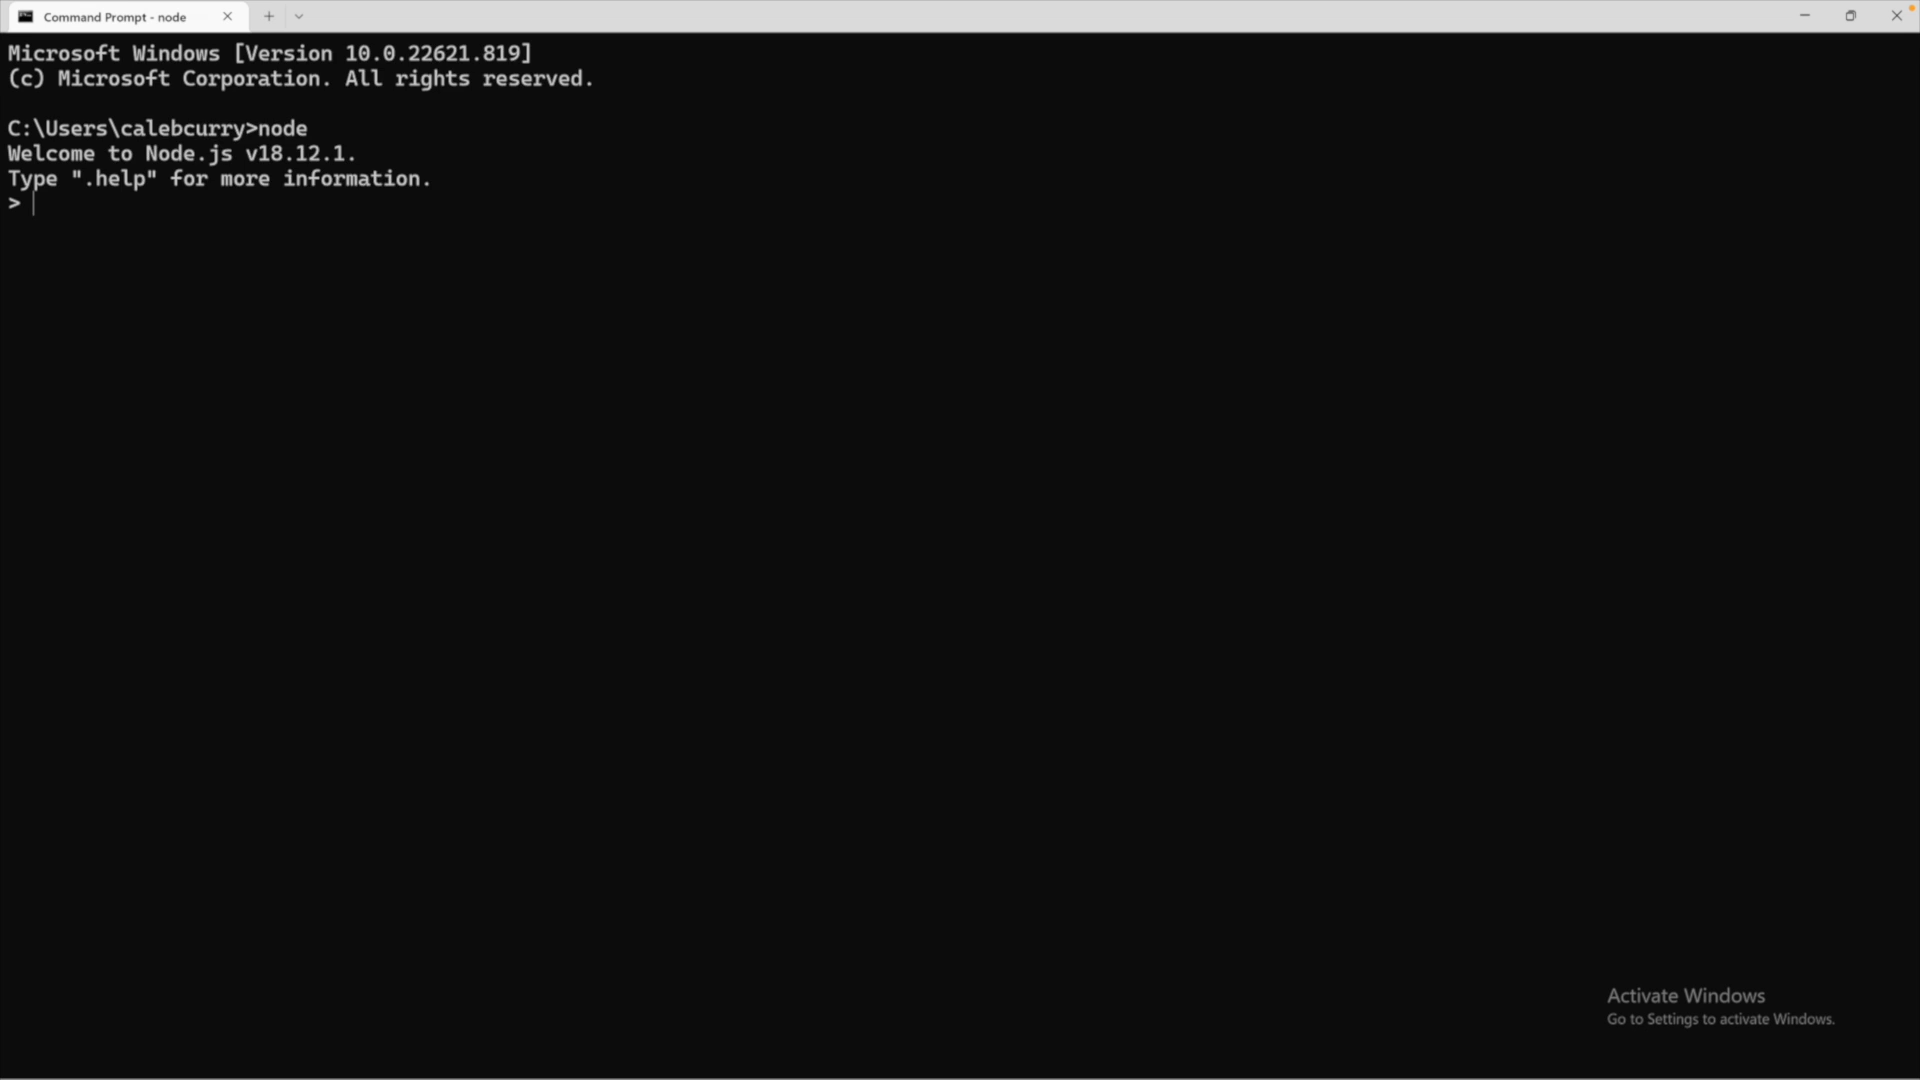 Command Prompt - node
Microsoft Windows [Version 10.0.22621.819]
(c) Microsoft Corporation. All rights reserved.
C:\Users\calebcurry>node
Welcome to Node.js v18.12.1.
Type ".help" for more information.
>
Activate Windows
Go to Settings to activate Windows.